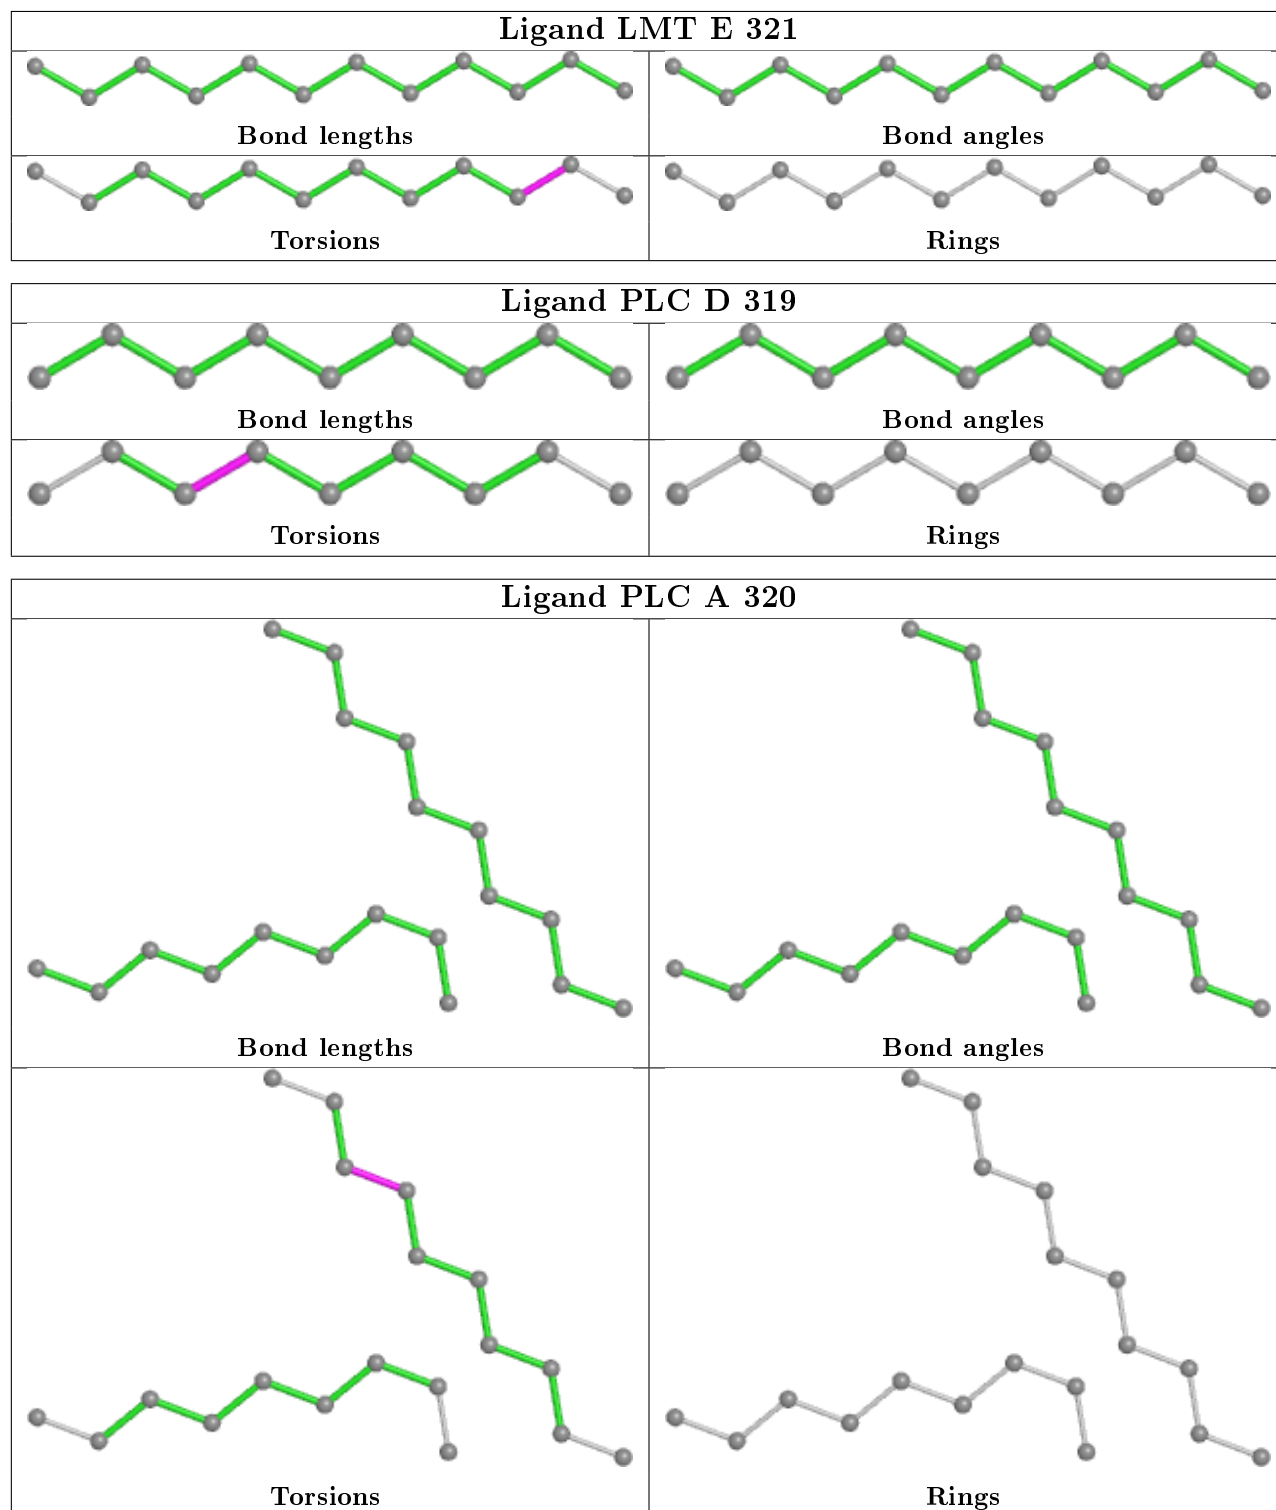 Ligand LMT E 321
Bond lengths
Bond angles
Torsions
Rings
Ligand PLC D 319
Bond lengths
Bond angles
Torsions
Rings
Ligand PLC A 320
Bond lengths
Bond angles
Torsions
Rings